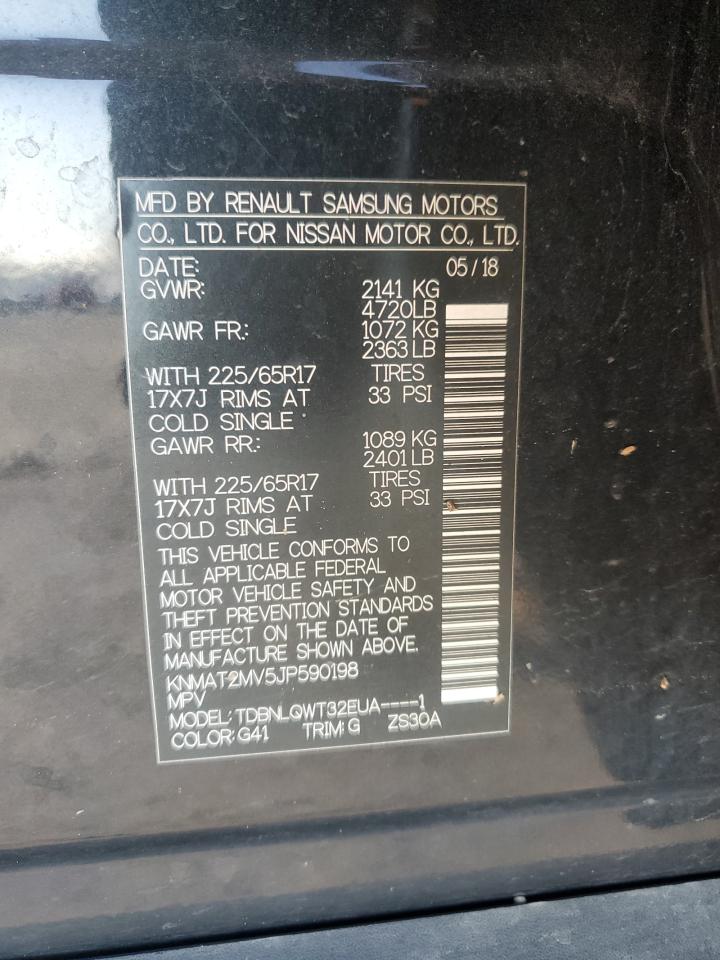 MFD BY RENAULT SAMSUNG MOTORS
CO., LTD. FOR NISSAN MOTOR CO., LTD.
DATE: 05/18
GVWR: 2141 KG
4720LB
GAWR FR.: 1072 KG
2363LB
WITH 225/65R17 TIRES
17X7J RIMS AT 33 PSI
COLD SINGLE
GAWR RR.: 1089 KG
2401LB
WITH 225/65R17 TIRES
17X7J RIMS AT 33 PSI
COLD SINGLE
THIS VEHICLE CONFORMS TO
ALL APPLICABLE FEDERAL
MOTOR VEHICLE SAFETY AND
THEFT PREVENTION STANDARDS
IN EFFECT ON THE DATE OF
MANUFACTURE SHOWN ABOVE.
KNMAT2MV5JP590198
MPV
MODEL: TDBNLQWT32EUA----1
COLOR: G41 TRIM: G ZS30A